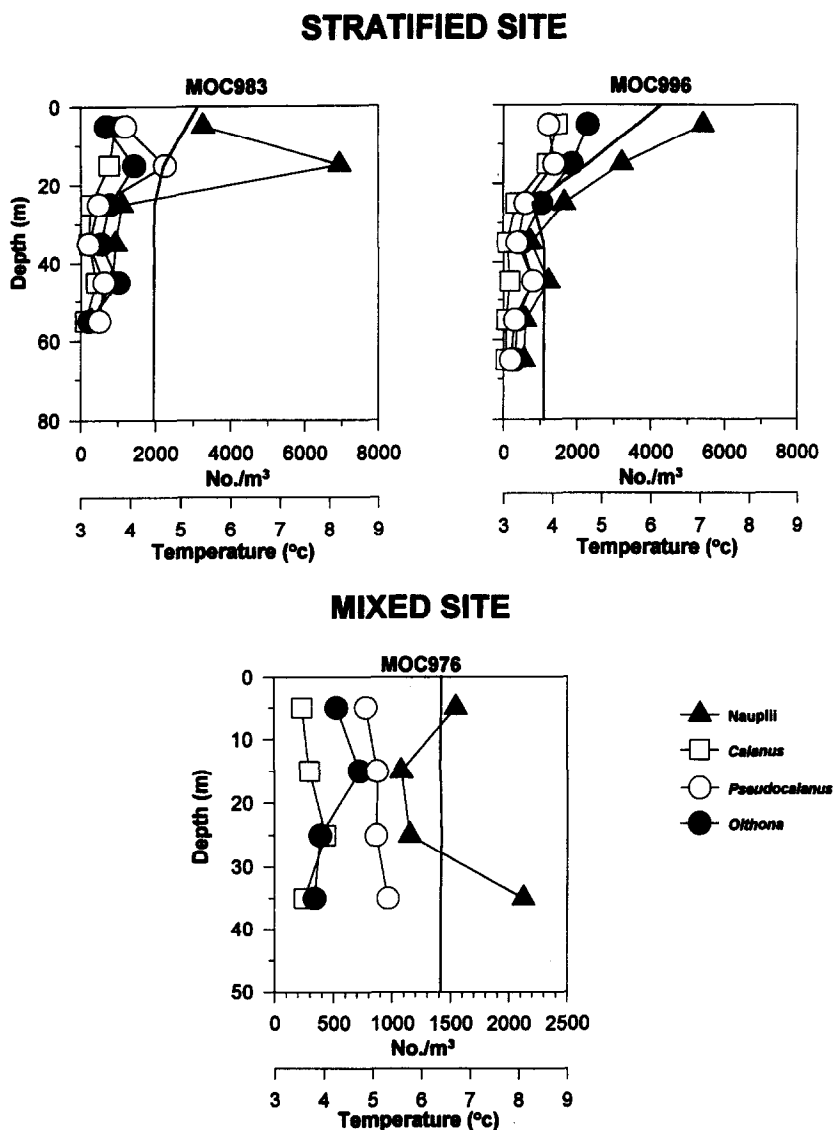 STRATIFIED SITE
MOC983
MOC996
0
20
40
60
80
Depth (m)
0 2000 4000 6000 8000
No./m³
3 4 5 6 7 8 9
Temperature (ºc)
0 2000 4000 6000 8000
No./m³
3 4 5 6 7 8 9
Temperature (ºc)
MIXED SITE
MOC976
0
10
20
30
40
50
Depth (m)
0 500 1000 1500 2000 2500
No./m³
3 4 5 6 7 8 9
Temperature (ºc)
Nauplii
Calanus
Pseudocalanus
Oithona